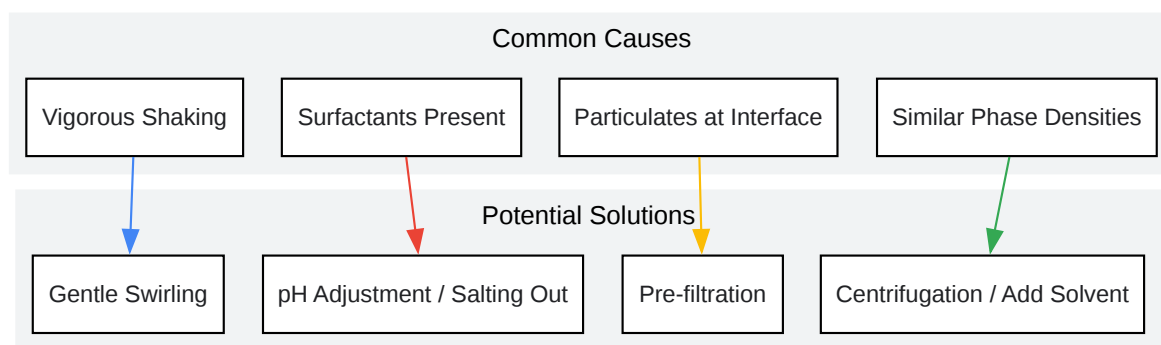 Common Causes
Vigorous Shaking
Surfactants Present
Particulates at Interface
Similar Phase Densities
Potential Solutions
Gentle Swirling
pH Adjustment / Salting Out
Pre-filtration
Centrifugation / Add Solvent